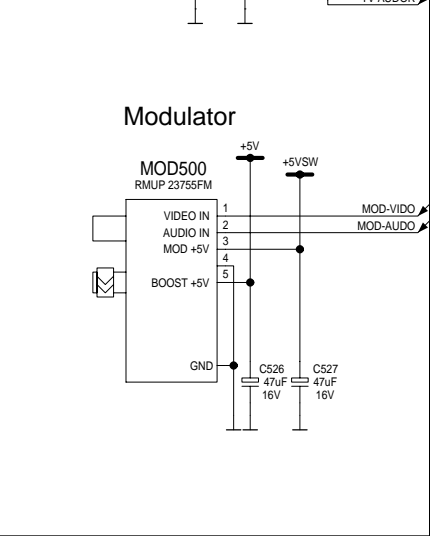 Modulator
+5V
+5VSW
MOD500
RMUP 23755FM
VIDEO IN
1
MOD-VIDO
AUDIO IN
2
MOD-AUDO
MOD +5V
3
4
BOOST +5V
5
GND
C526
47uF
16V
C527
47uF
16V